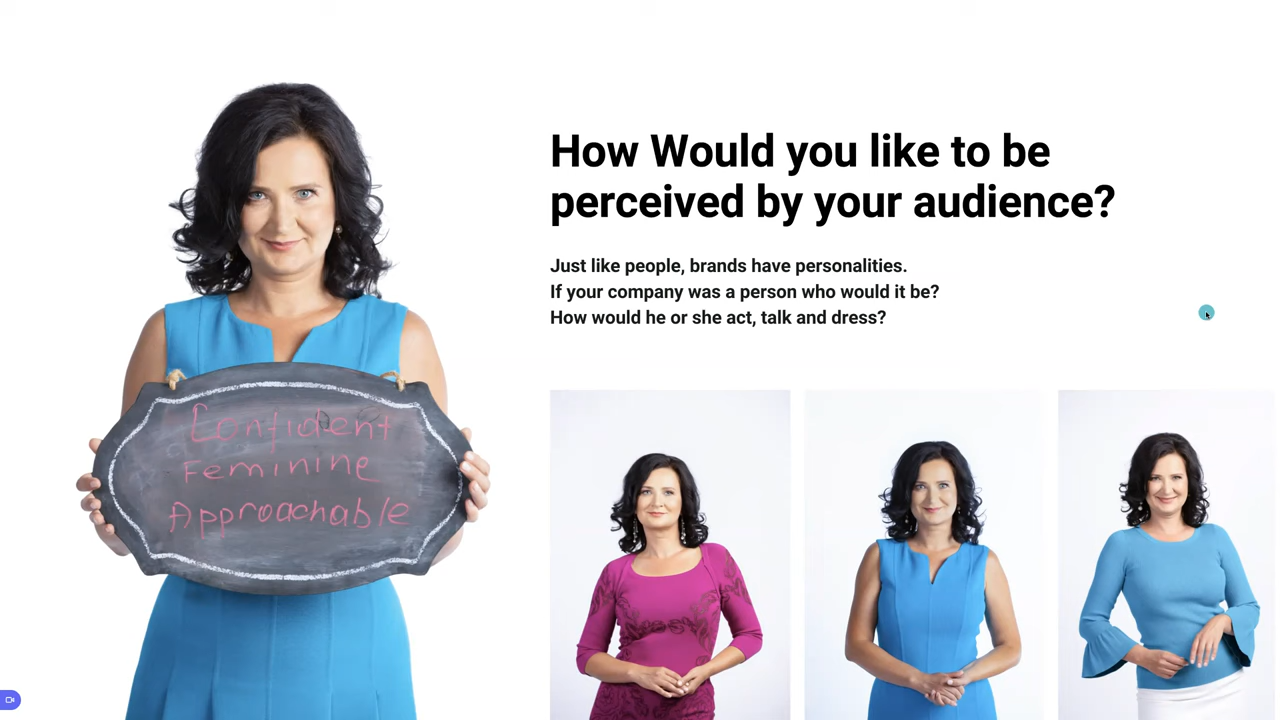 How Would you like to be
perceived by your audience?
Just like people, brands have personalities.
If your company was a person who would it be?
How would he or she act, talk and dress?
Confident
Feminine
Approachable